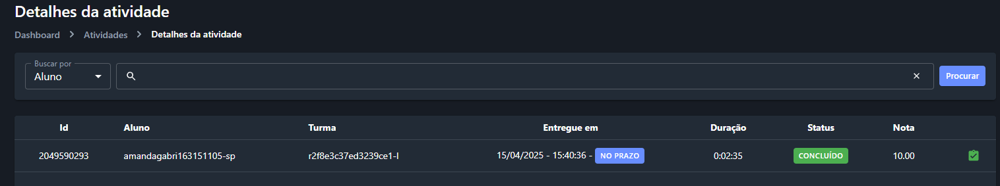 Detalhes da atividade
Dashboard > Atividades > Detalhes da atividade
Buscar por
Aluno
Procurar
Id Aluno Turma Entregue em Duração Status Nota
2049590293 amandagabri163151105-sp r2f8e3c37ed3239ce1-l 15/04/2025 - 15:40:36 - NO PRAZO 0:02:35 CONCLUÍDO 10.00